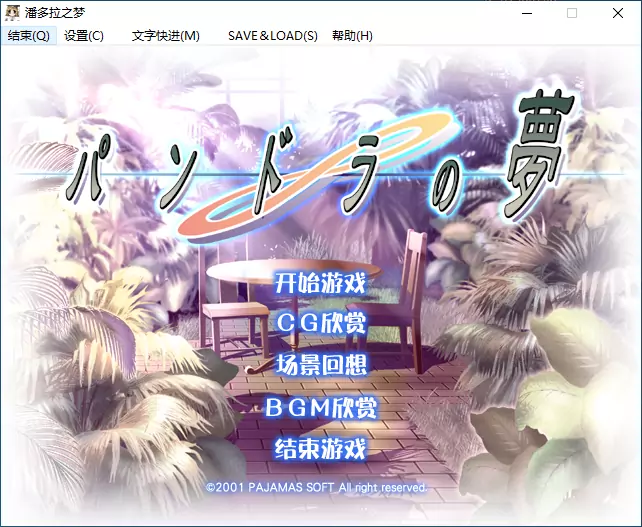 潘多拉之梦
结束(Q) 设置(C) 文字快进(M) SAVE&LOAD(S) 帮助(H)
パンドラの夢
开始游戏
CG欣赏
场景回想
BGM欣赏
结束游戏
©2001 PAJAMAS SOFT All right reserved.